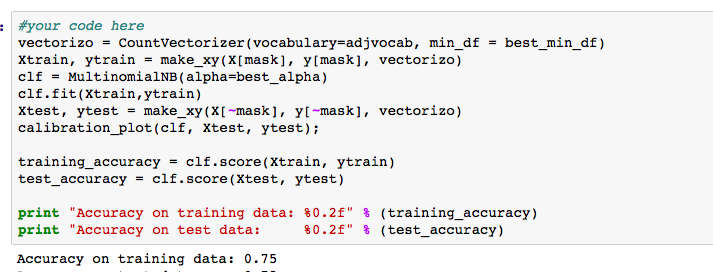 #your code here
vectorizo = CountVectorizer(vocabulary=adjvocab, min_df = best_min_df)
Xtrain, ytrain = make_xy(X[mask], y[mask], vectorizo)
clf = MultinomialNB(alpha=best_alpha)
clf.fit(Xtrain,ytrain)
Xtest, ytest = make_xy(X[~mask], y[~mask], vectorizo)
calibration_plot(clf, Xtest, ytest);
training_accuracy = clf.score(Xtrain, ytrain)
test_accuracy = clf.score(Xtest, ytest)
print "Accuracy on training data: %0.2f" % (training_accuracy)
print "Accuracy on test data:     %0.2f" % (test_accuracy)
Accuracy on training data: 0.75